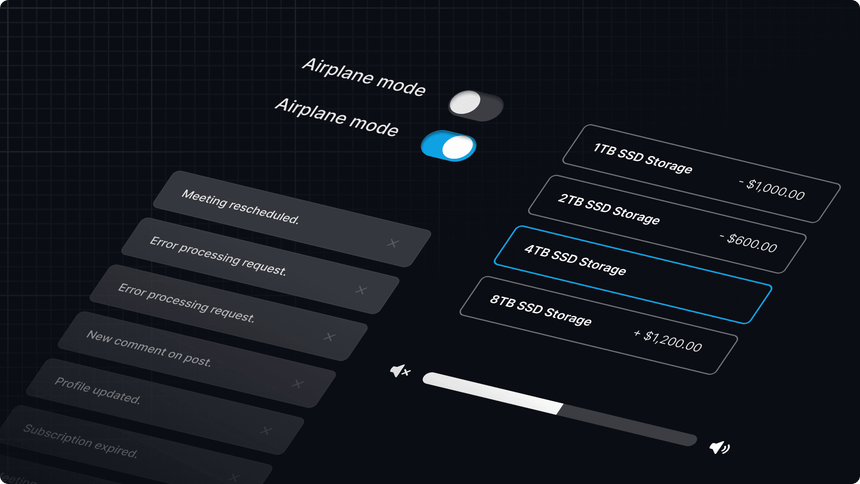 Airplane mode
Airplane mode
1TB SSD Storage - $1,000.00
2TB SSD Storage - $600.00
4TB SSD Storage
8TB SSD Storage + $1,200.00
Meeting rescheduled.
Error processing request.
Error processing request.
New comment on post.
Profile updated.
Subscription expired.